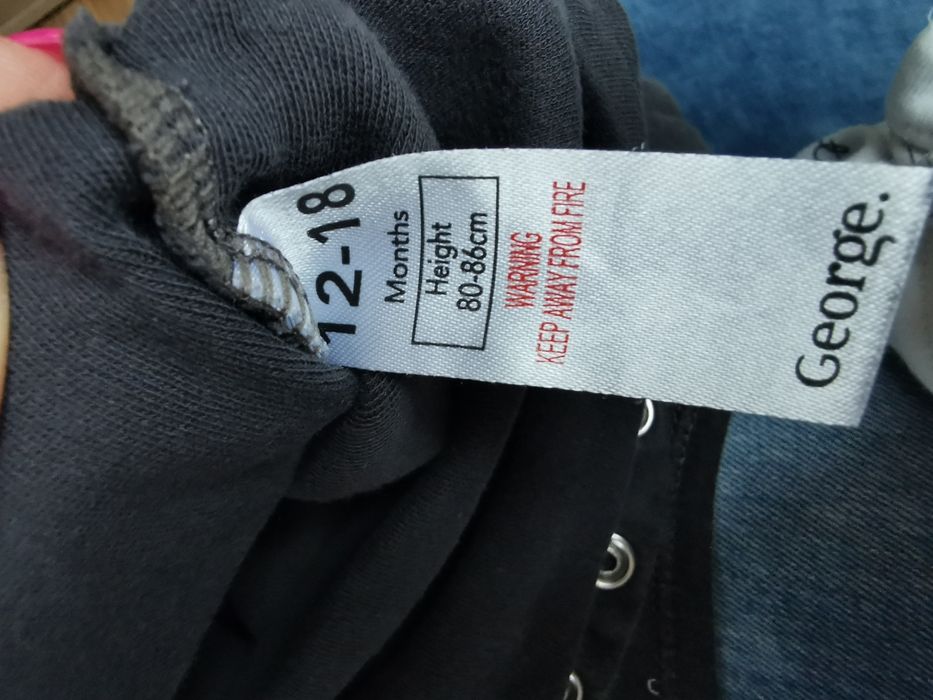 12-18
Months
Height
80-86cm
WARNING
KEEP AWAY FROM FIRE
George.